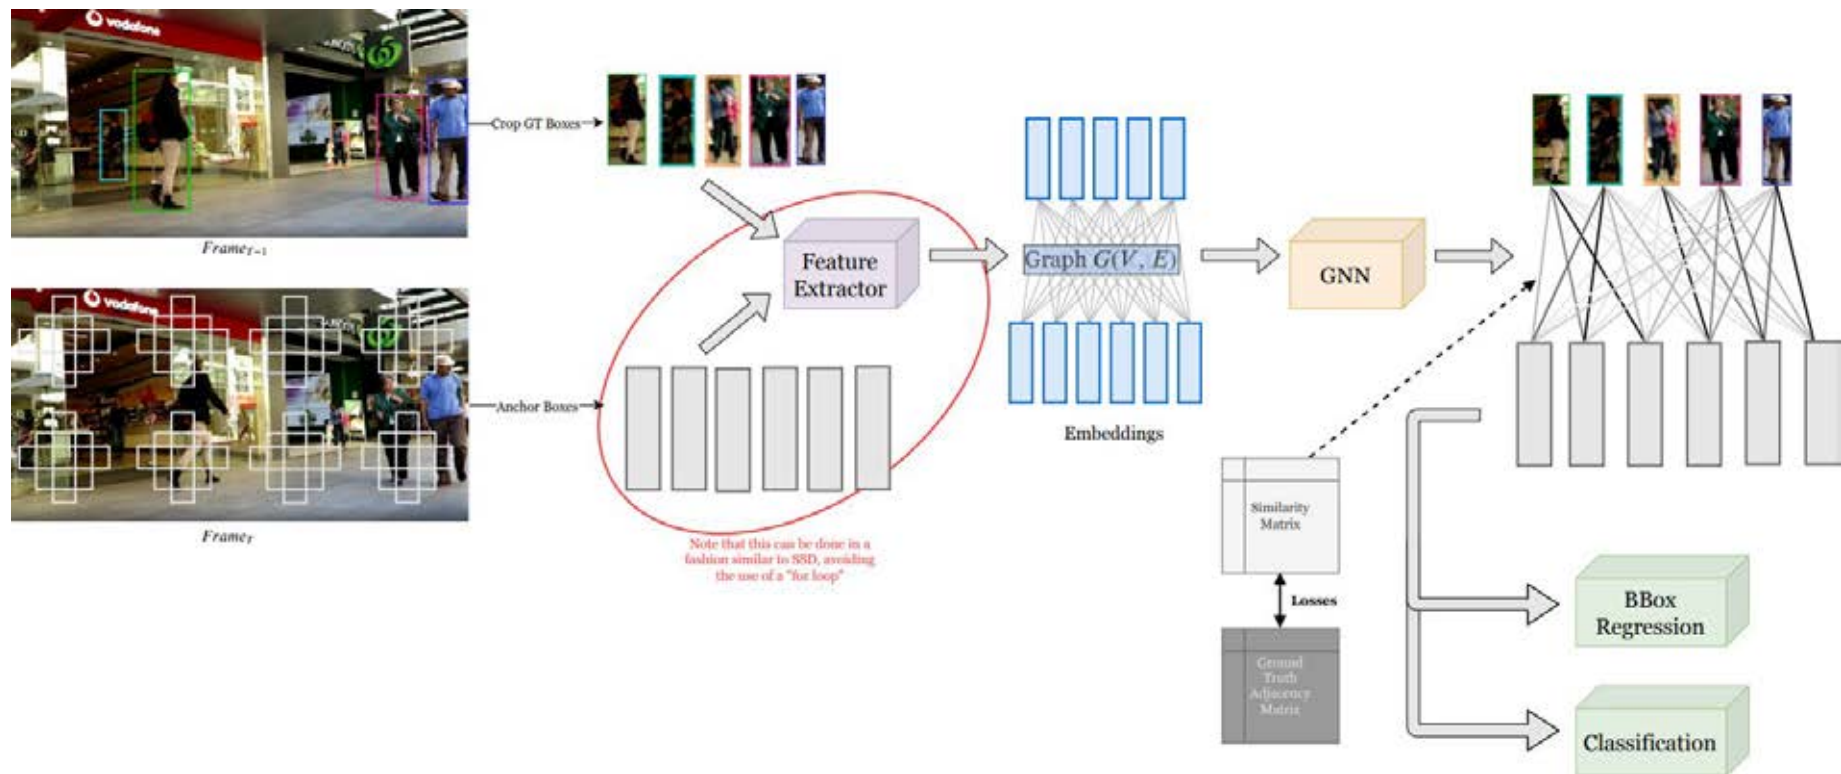 vodafone
Frame_{T-1}
Crop GT Boxes
vodafone
Frame_T
Anchor Boxes
Feature
Extractor
Note that this can be done in a
fashion similar to SSD, avoiding
the use of a "for loop"
Graph G(V, E)
Embeddings
GNN
Similarity
Matrix
Losses
Ground
Truth
Adjacency
Matrix
BBox
Regression
Classification